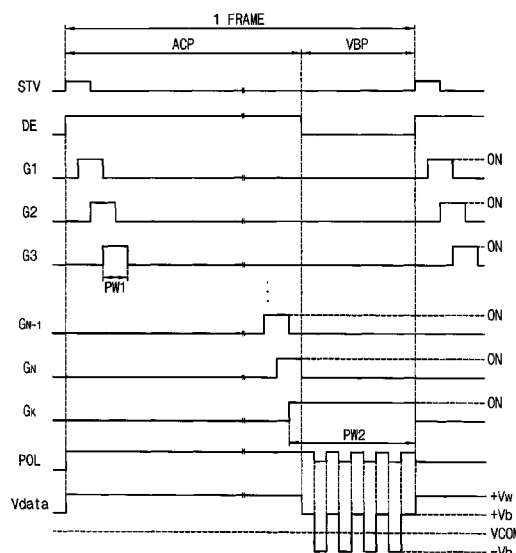 1 FRAME
ACP VBP
STV
DE
G1 ON
G2 ON
G3 ON
PW1
GN-1 ON
GN ON
GK ON
PW2
POL
Vdata +Vw
+Vb
VCOM
-Vb